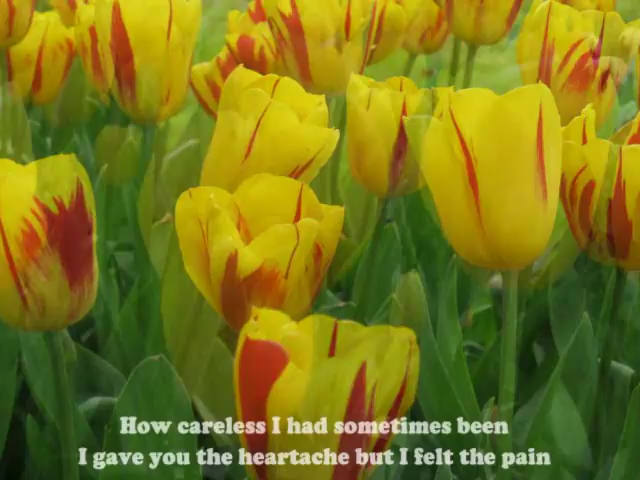 How careless I had sometimes been
I gave you the heartache but I felt the pain